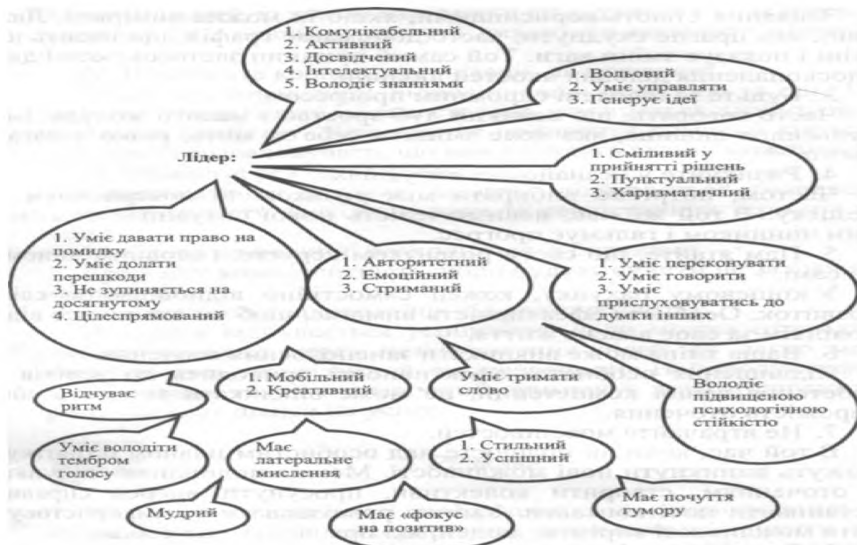 1. Комунікабельний
2. Активний
3. Досвідчений
4. Інтелектуальний
5. Володіє знаннями
1. Вольовий
2. Уміє управляти
3. Генерує ідеї
Лідер:
1. Сміливий у
прийнятті рішень
2. Пунктуальний
3. Харизматичний
1. Уміє давати право на
помилку
2. Уміє долати
перешкоди
3. Не зупиняється на
досягнутому
4. Цілеспрямований
1. Авторитетний
2. Емоційний
3. Стриманий
1. Уміє переконувати
2. Уміє говорити
3. Уміє
прислуховуватись до
думки інших
Відчуває
ритм
1. Мобільний
2. Креативний
Уміє тримати
слово
Володіє
підвищеною
психологічною
стійкістю
Уміє володіти
тембром
голосу
Має
латеральне
мислення
1. Стильний
2. Успішний
Мудрий
Має «фокус
на позитив»
Має почуття
гумору